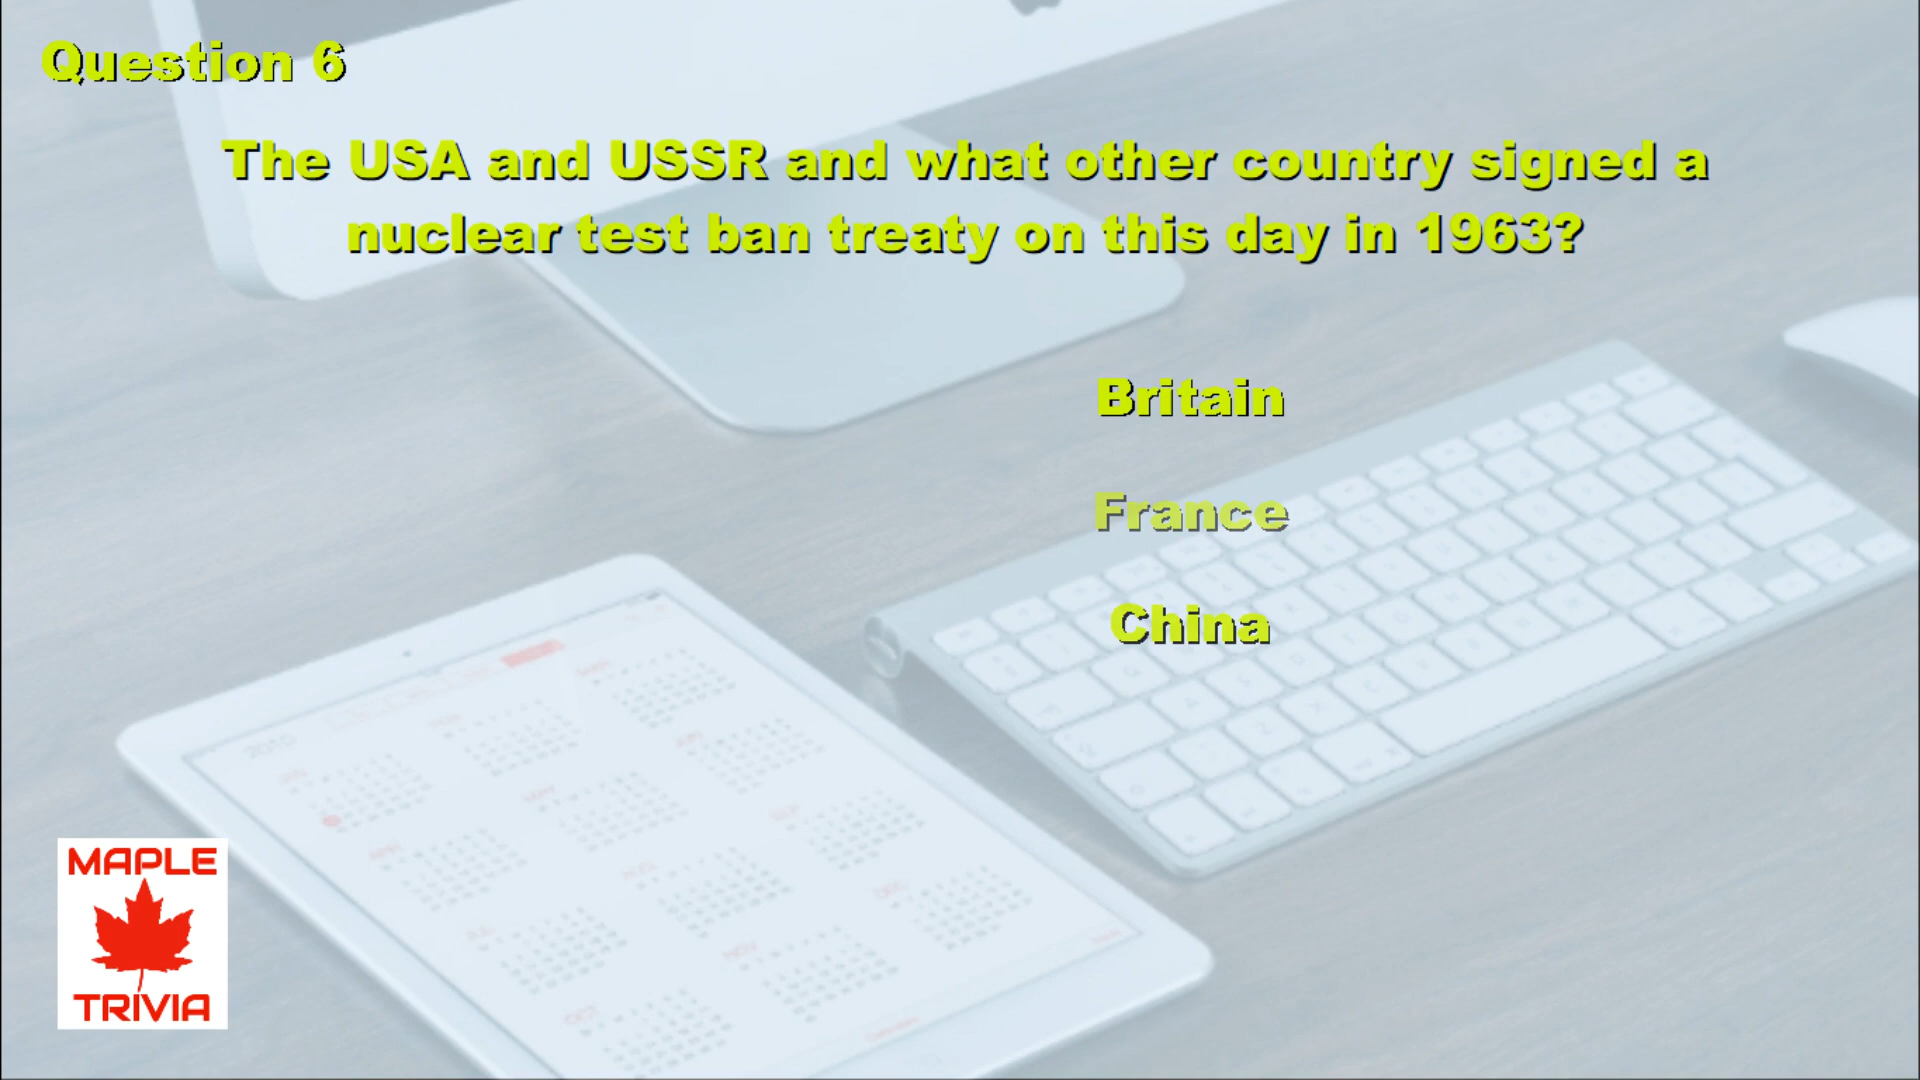 Question 6
The USA and USSR and what other country signed a
nuclear test ban treaty on this day in 1963?
Britain
France
China
MAPLE
TRIVIA